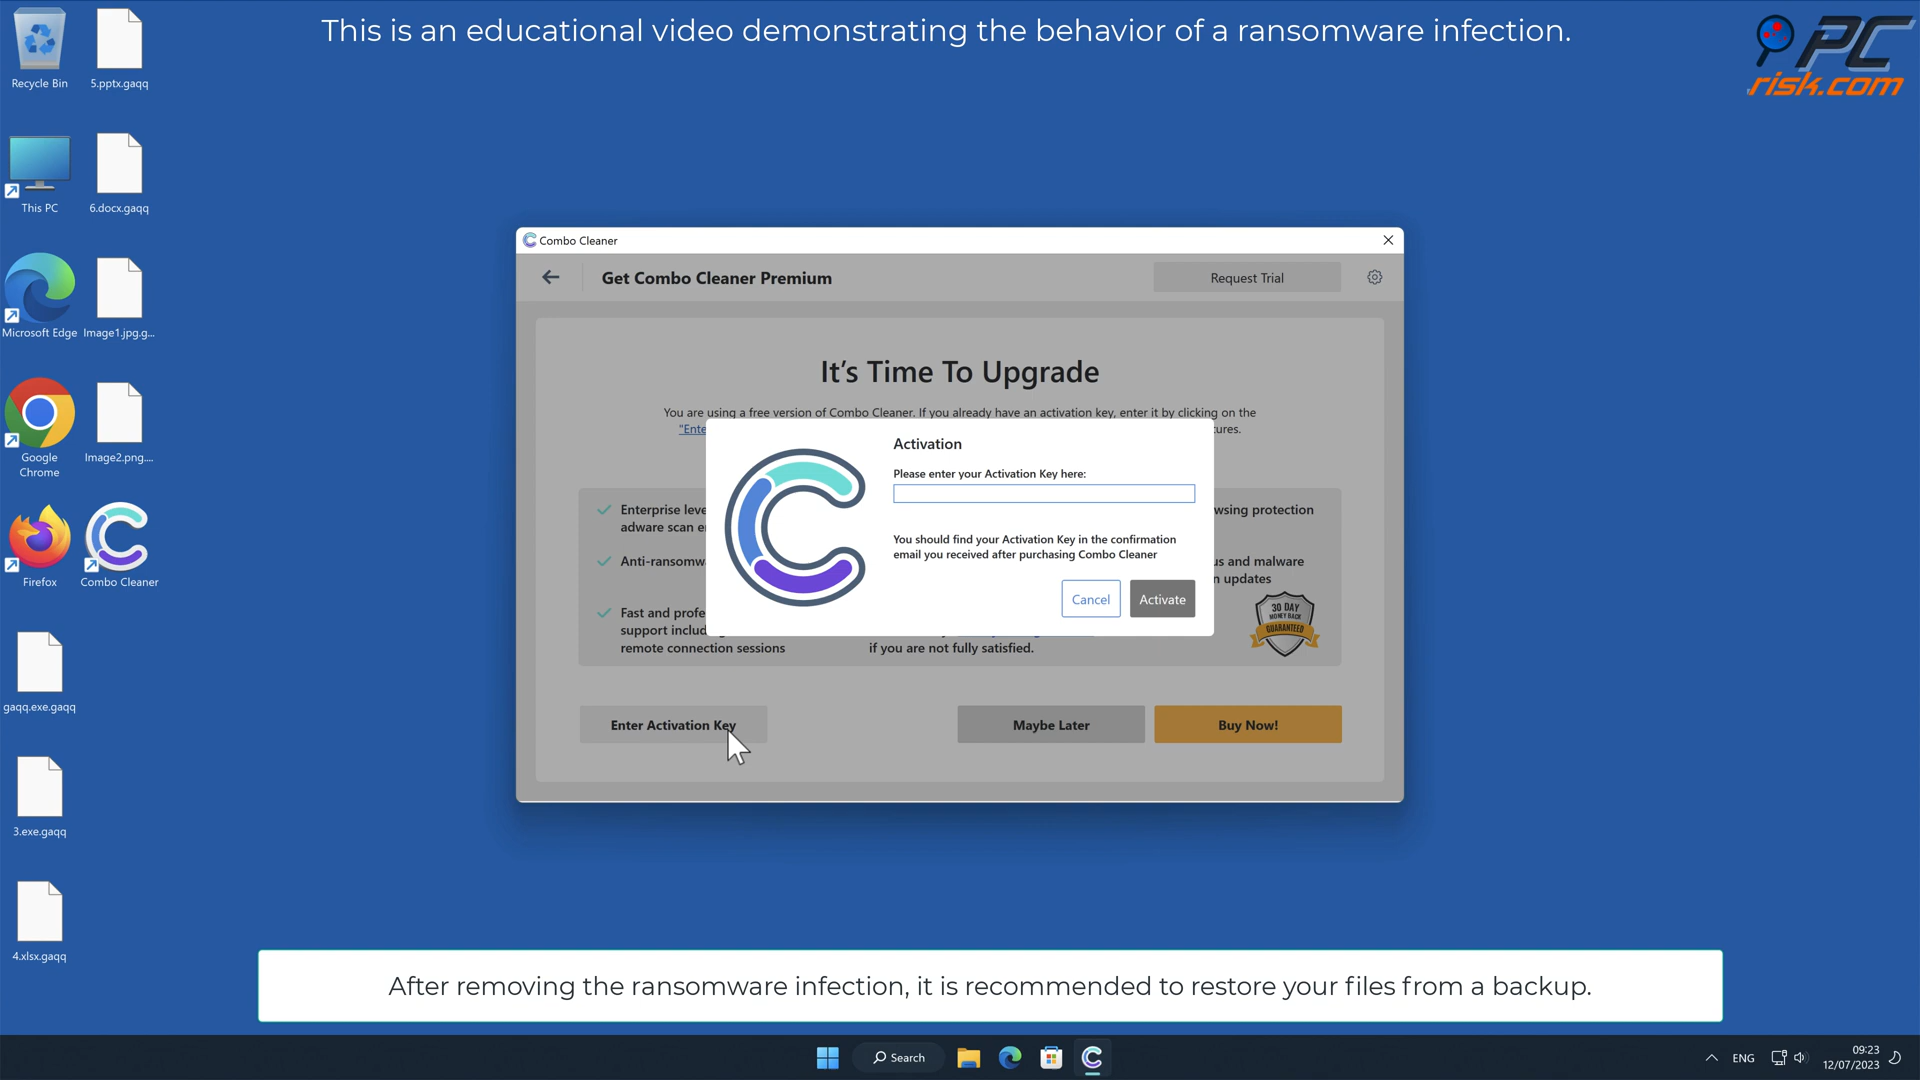 This is an educational video demonstrating the behavior of a ransomware infection.
PC
risk.com
Recycle Bin
5.pptx.gaqq
This PC
6.docx.gaqq
Microsoft Edge
Image1.jpg.g...
Google
Chrome
Image2.png....
Firefox
Combo Cleaner
gaqq.exe.gaqq
3.exe.gaqq
4.xlsx.gaqq
Combo Cleaner
Get Combo Cleaner Premium
Request Trial
It's Time To Upgrade
You are using a free version of Combo Cleaner. If you already have an activation key, enter it by clicking on the
"Ente
ures.
Activation
Please enter your Activation Key here:
You should find your Activation Key in the confirmation
email you received after purchasing Combo Cleaner
Cancel
Activate
Enterprise leve
adware scan e
wsing protection
Anti-ransomw
us and malware
n updates
Fast and profe
support includ
remote connection sessions
if you are not fully satisfied.
30 DAY
MONEY BACK
GUARANTEED
Enter Activation Key
Maybe Later
Buy Now!
After removing the ransomware infection, it is recommended to restore your files from a backup.
Search
ENG
09:23
12/07/2023